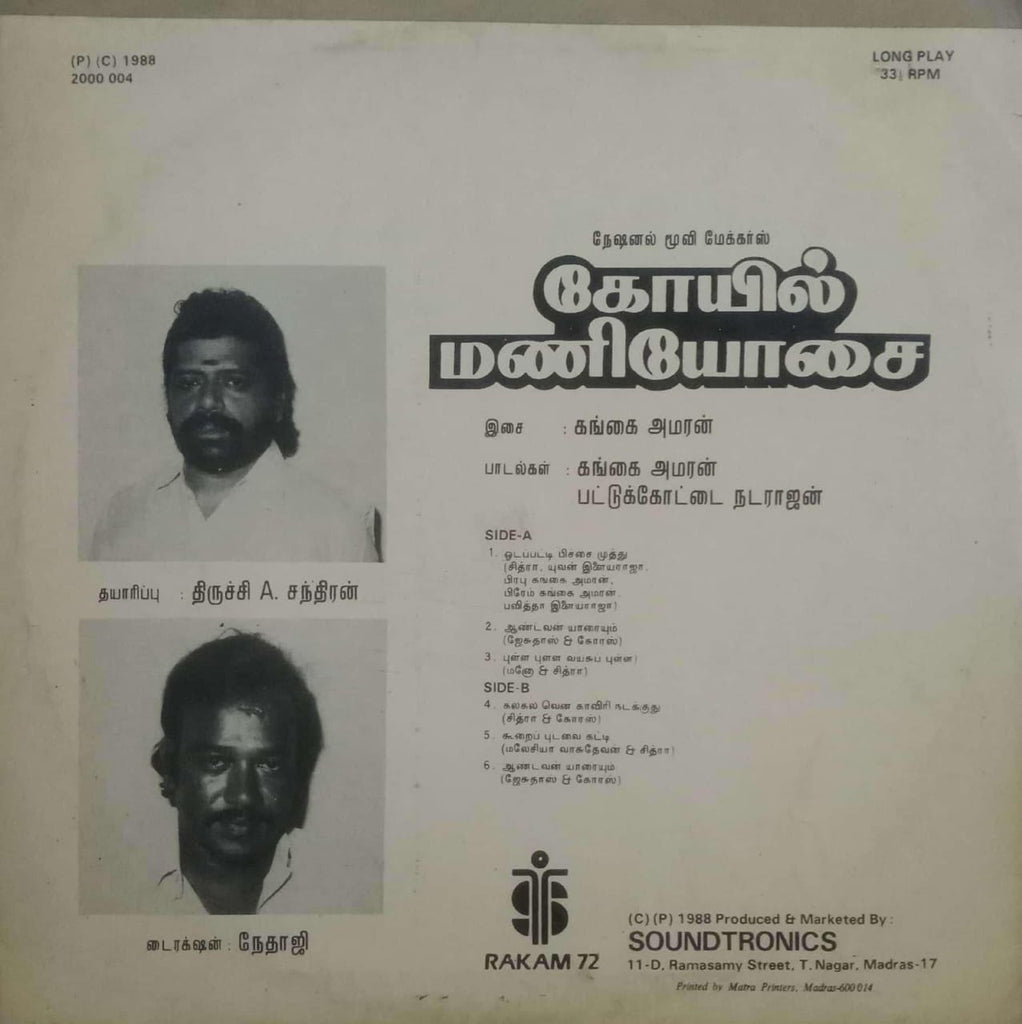 (P) (C) 1988
2000 004
LONG PLAY
33⅓ RPM
நேஷனல் மூவி மேக்கர்ஸ்
கோயில்
மணியோசை
இசை : கங்கை அமரன்
பாடல்கள் : கங்கை அமரன்
பட்டுக்கோட்டை நடராஜன்
தயாரிப்பு : திருச்சி A. சந்திரன்
டைரக்ஷன் : நேதாஜி
SIDE-A
1. ஒடப்பட்டி பிச்சை முத்து
(சித்ரா, யுவன் இளையராஜா,
பிரபு கங்கை அமரன்,
பிரேம் கங்கை அமரன்,
பவித்தா இளையராஜா)
2. ஆண்டவன் யாரையும்
(ஜேசுதாஸ் & கோரஸ்)
3. புள்ள புள்ள வயசுப் புள்ள)
(மனோ & சித்ரா)
SIDE-B
4. கலகல வென காவிரி நடக்குது
(சித்ரா & கோரஸ்)
5. கூறைப் புடவை கட்டி
(மலேசியா வாசுதேவன் & சித்ரா)
6. ஆண்டவன் யாரையும்
(ஜேசுதாஸ் & கோரஸ்)
RAKAM 72
(C) (P) 1988 Produced & Marketed By :
SOUNDTRONICS
11-D, Ramasamy Street, T. Nagar, Madras-17
Printed by Matra Printers, Madras-600 014